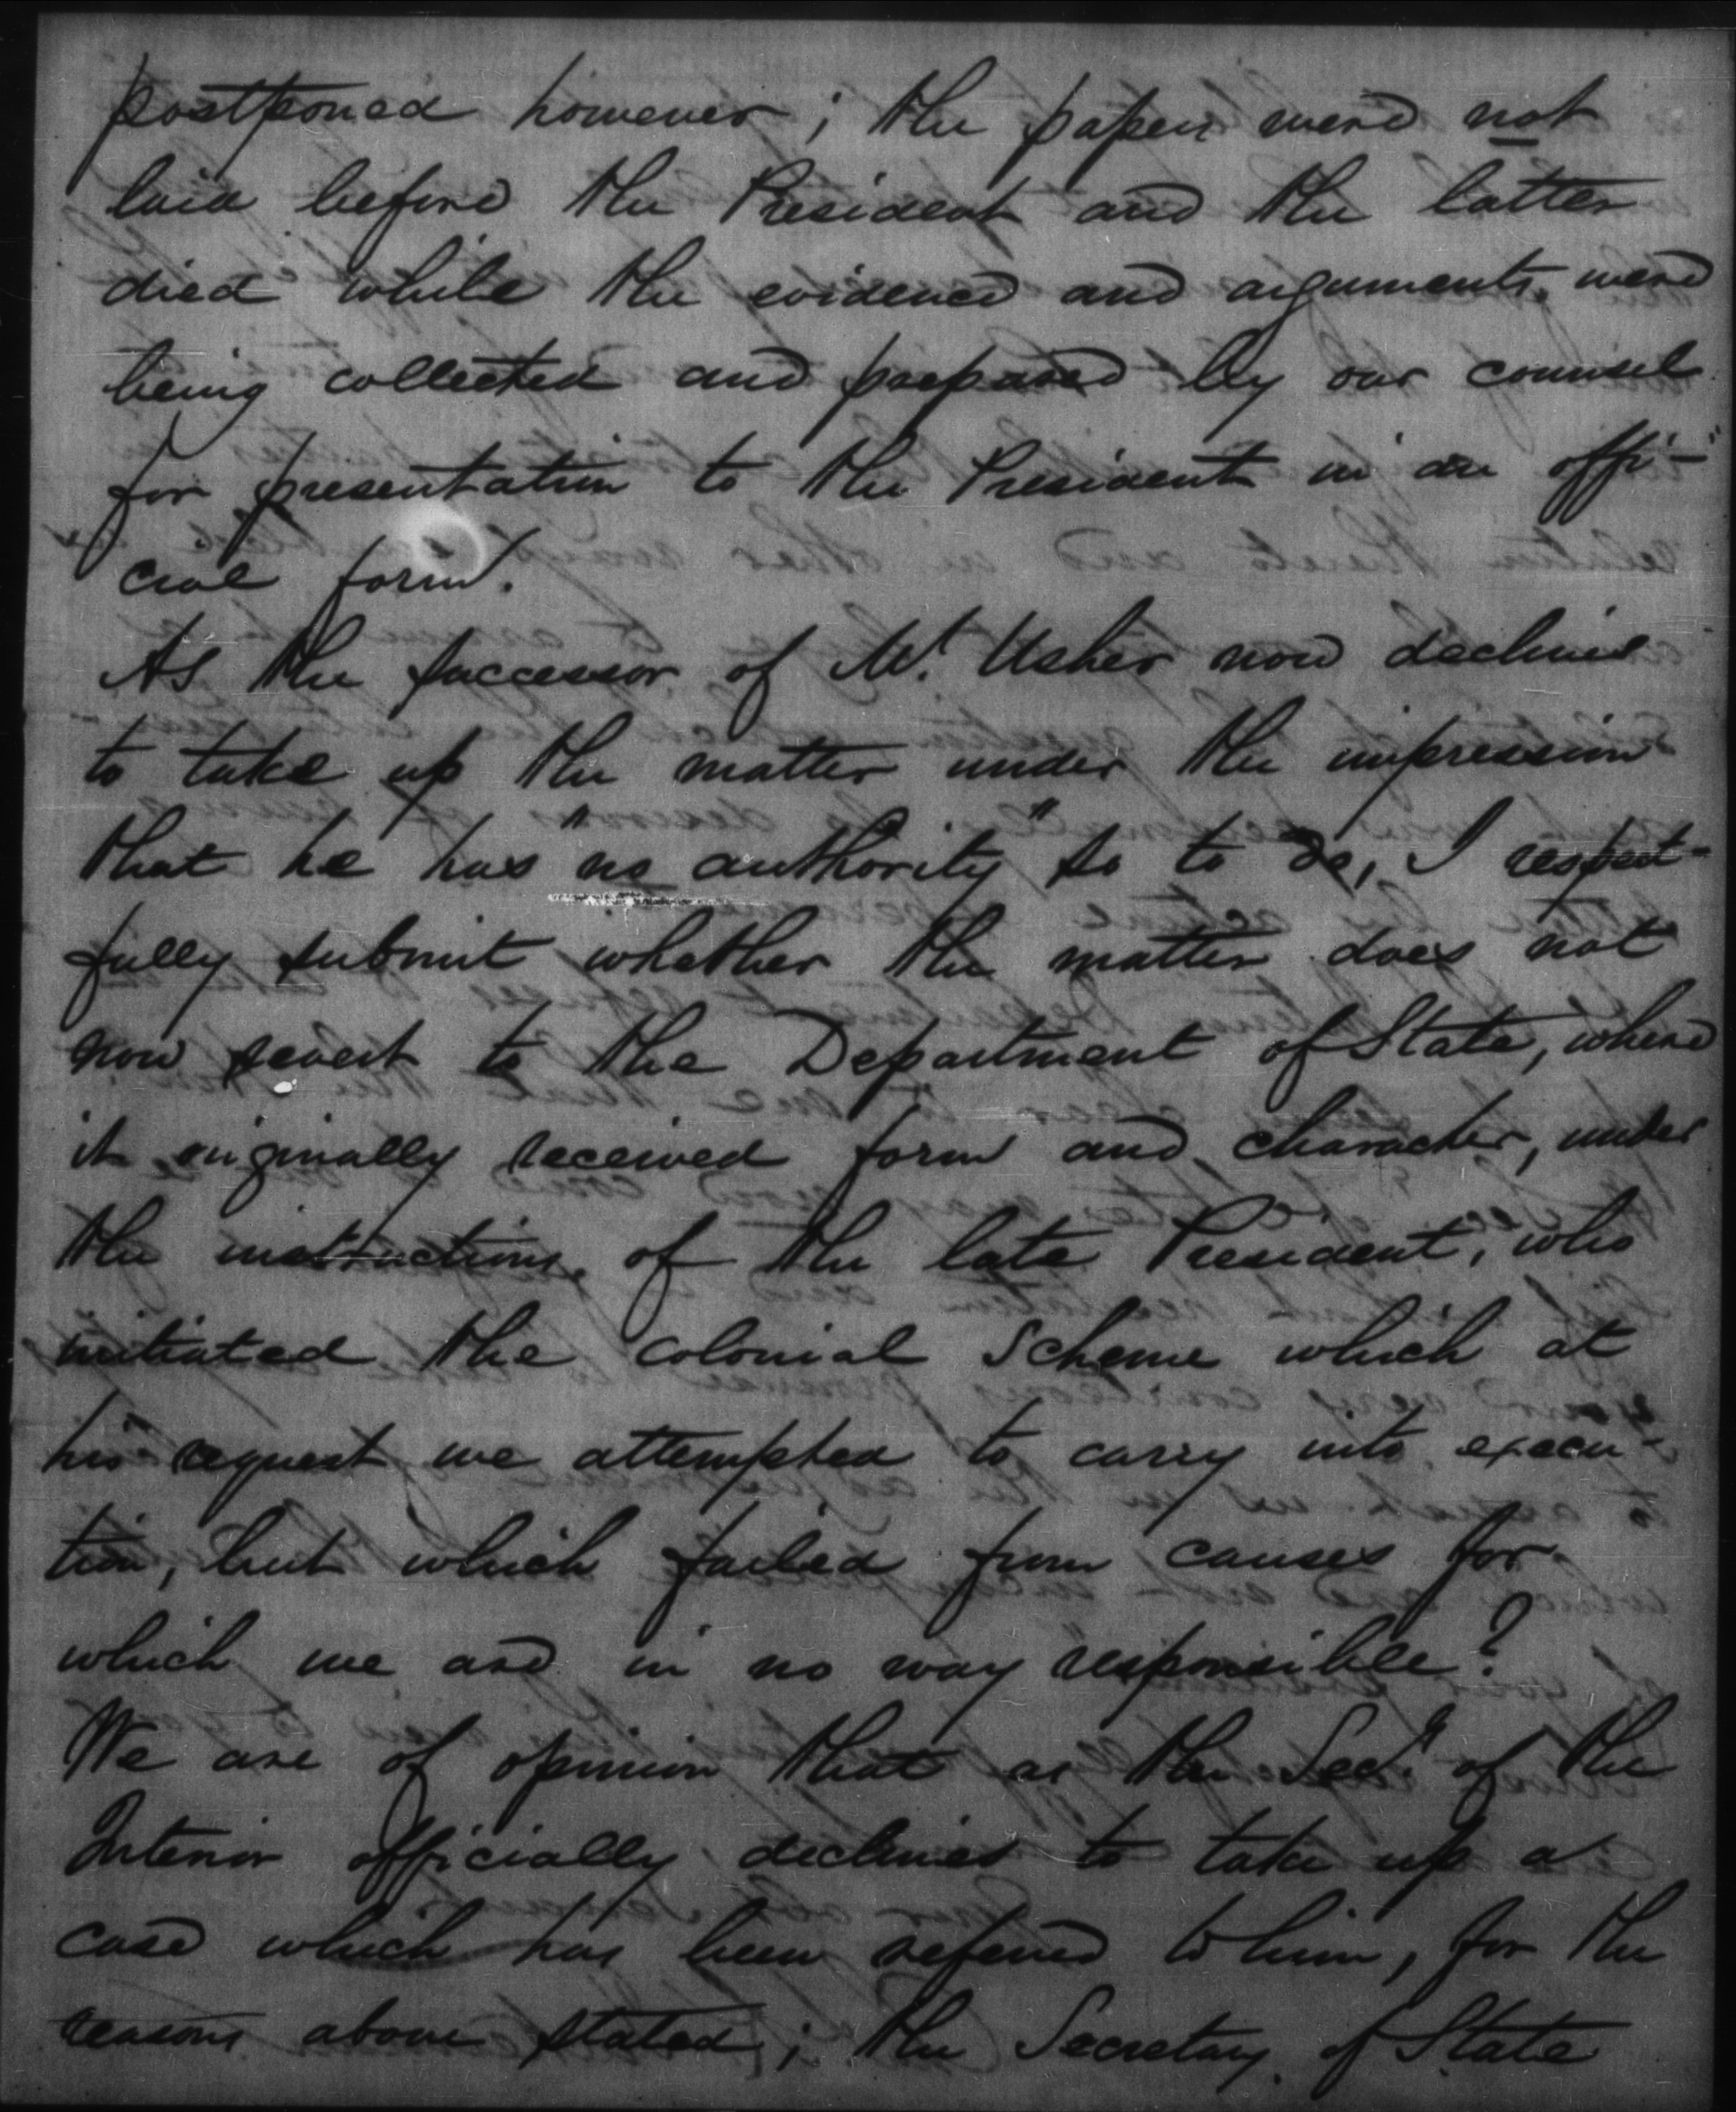 postponed however; the papers were not
laid before the President and the latter
died while the evidence and arguments were
being collected and prepared by our counsel
for presentation to the President in an offi-
cial form.
As the successor of Mr. Usher now declines
to take up the matter under the impression
that he has "no authority" so to do, I respect-
fully submit whether the matter does not
now revert to the Department of State, where
it originally received form and character, under
the instructions of the late President, who
initiated the colonial scheme which at
his request we attempted to carry into execu-
tion, but which failed from causes for
which we are in no way responsible?
We are of opinion that as the Secy. of the
Interior officially declines to take up a
case which has been refered to him, for the
reasons above stated; the Secretary of State